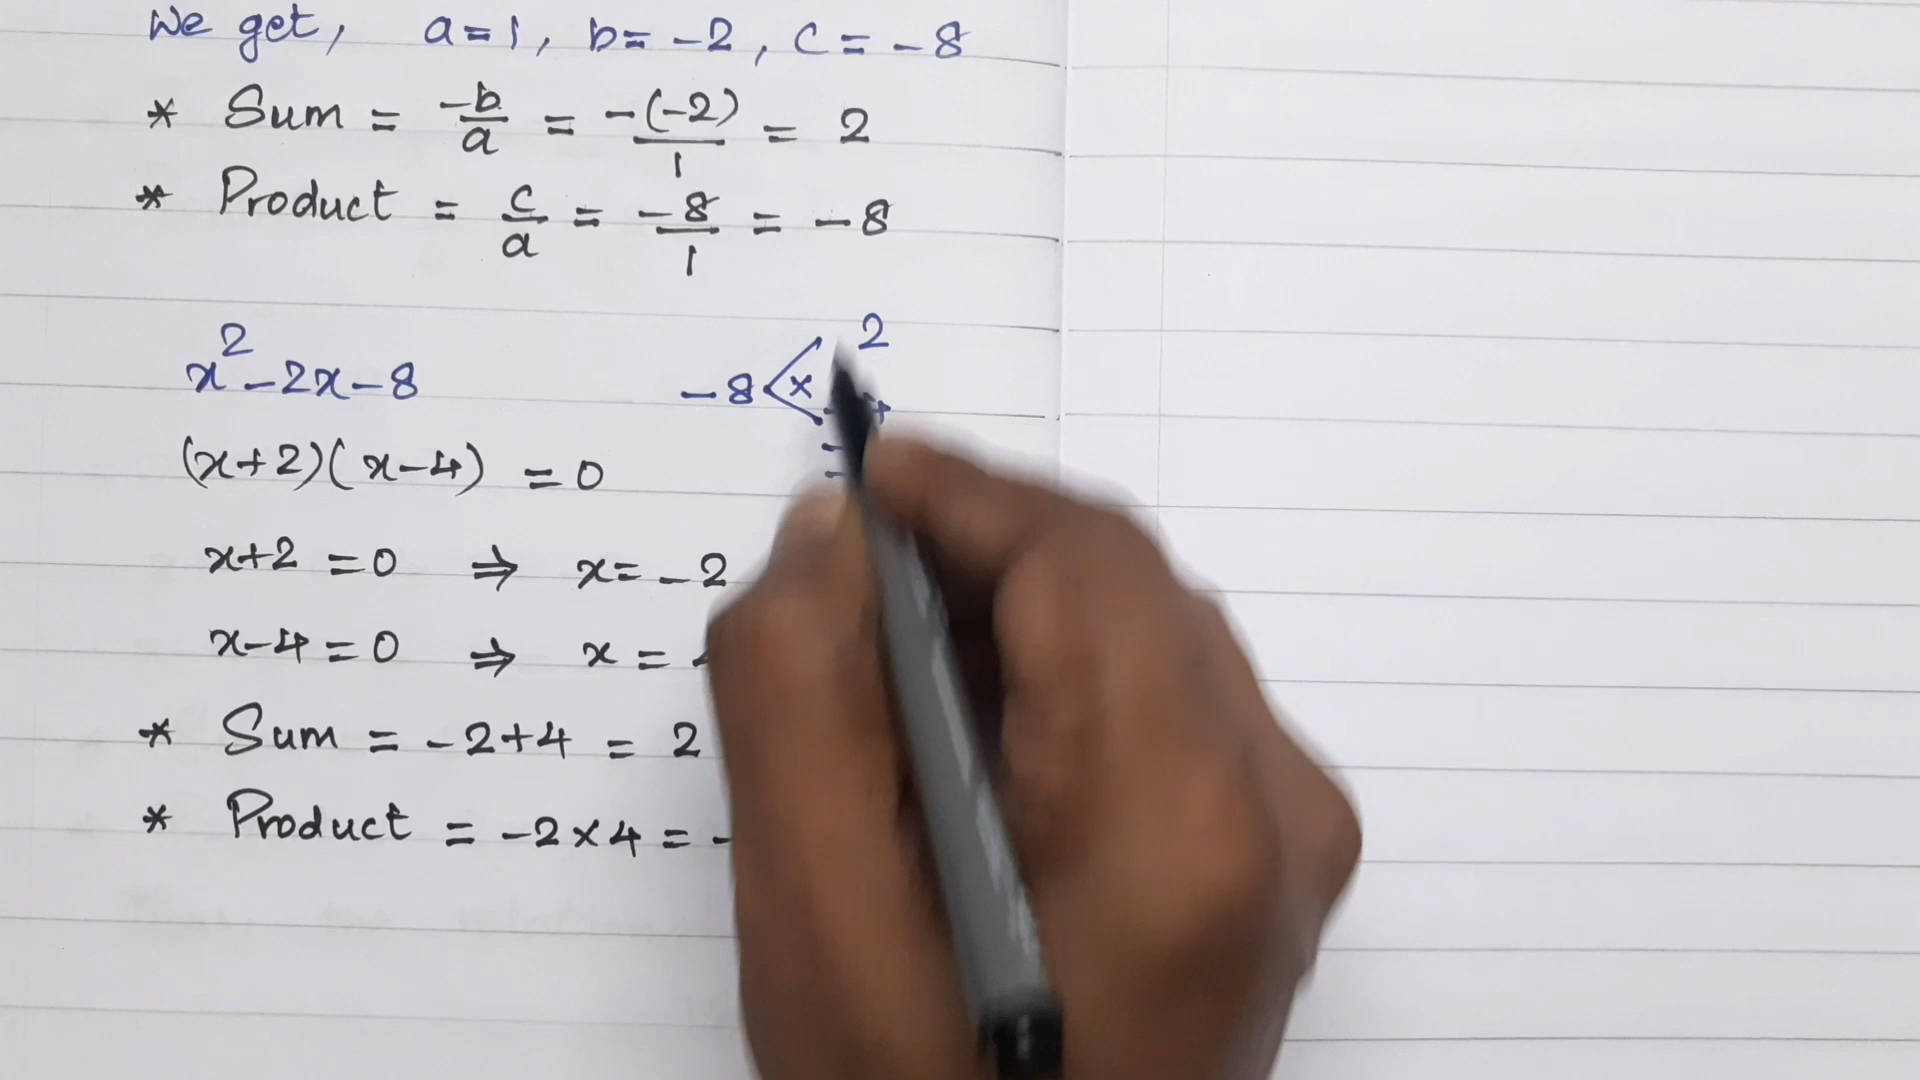 We get, a=1, b= -2, c = -8
* Sum = -b/a = -(-2)/1 = 2
* Product = c/a = -8/1 = -8
x² - 2x - 8
-8 < × 2
(x+2)(x-4) = 0
x+2 = 0 ⇒ x = -2
x-4 = 0 ⇒ x =
* Sum = -2+4 = 2
* Product = -2×4 = -